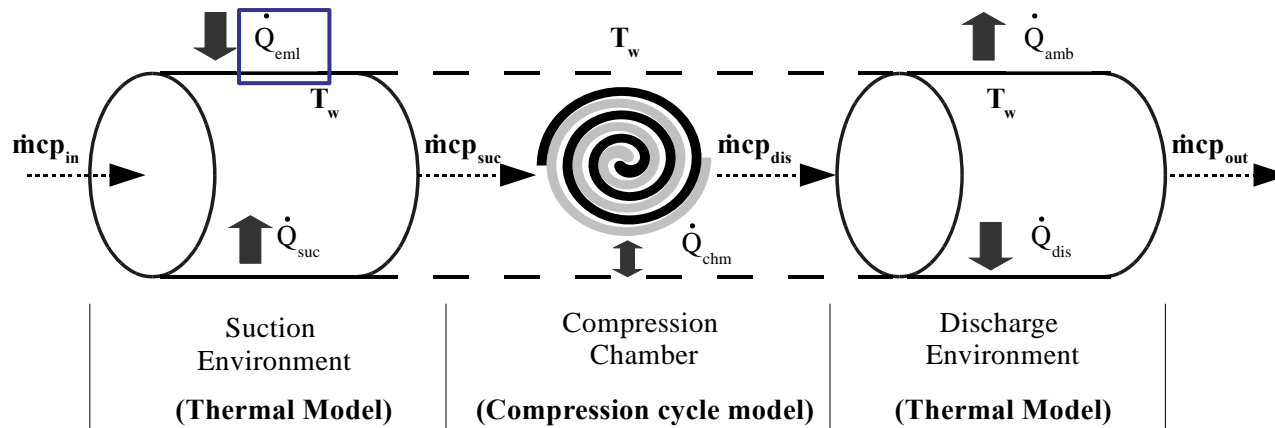 Q̇eml
Tw
Q̇amb
Tw
Tw
ṁcpin
ṁcpsuc
ṁcpdis
ṁcpout
Q̇suc
Q̇chm
Q̇dis
Suction
Environment
(Thermal Model)
Compression
Chamber
(Compression cycle model)
Discharge
Environment
(Thermal Model)